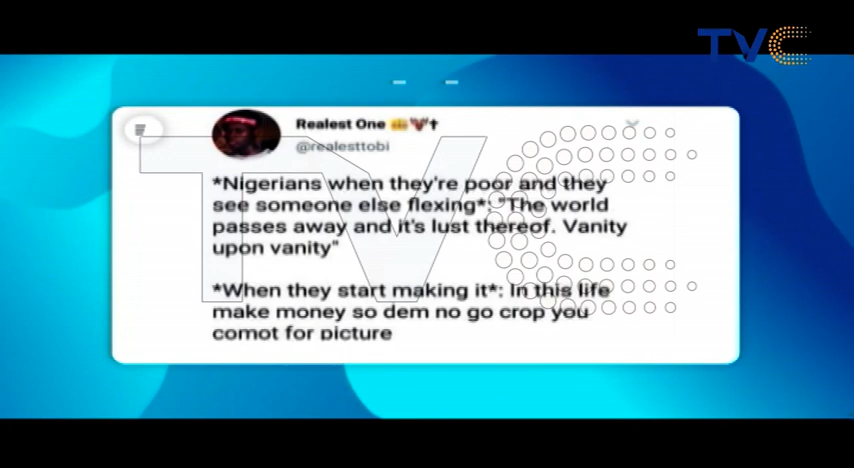 TVC
Realest One
@realesttobi
*Nigerians when they're poor and they
see someone else flexing*: "The world
passes away and it's lust thereof. Vanity
upon vanity"
*When they start making it*: In this life
make money so dem no go crop you
comot for picture
TVC